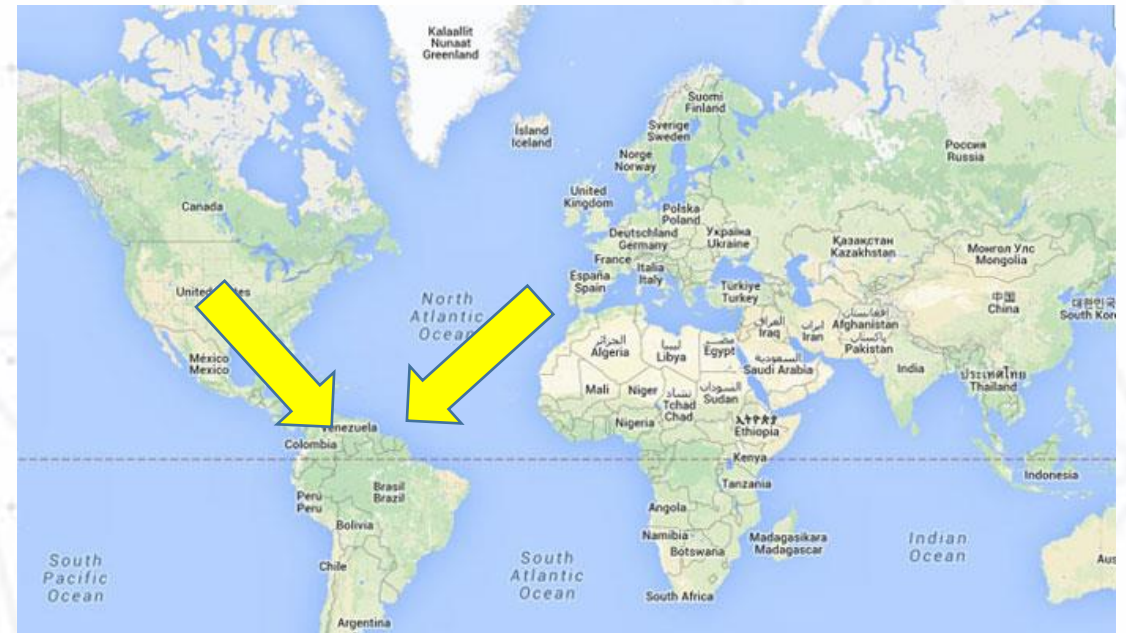 Kalaallit
Nunaat
Greenland
Suomi
Finland
Ísland
Iceland
Sverige
Sweden
Norge
Norway
Россия
Russia
Canada
United
Kingdom
Polska
Poland
Deutschland
Germany
Україна
Ukraine
Қазақстан
Kazakhstan
Монгол Улс
Mongolia
France
Italia
Italy
España
Spain
Türkiye
Turkey
United
North
Atlantic
Ocean
中国
China
대한민국
South Kor
العراق
Iraq
ایران
Iran
افغانستان
Afghanistan
پاکستان
Pakistan
الجزائر
Algeria
ليبيا
Libya
مصر
Egypt
السعودية
Saudi Arabia
México
Mexico
India
ประเทศไทย
Thailand
Mali
Niger
تشاد
Tchad
Chad
السودان
Sudan
Nigeria
ኢትዮጵያ
Ethiopia
Venezuela
Colombia
Kenya
Indonesia
Perú
Peru
Brasil
Brazil
Tanzania
Angola
Bolivia
Namibia
Botswana
Madagasikara
Madagascar
Indian
Ocean
South
Pacific
Ocean
Chile
South
Atlantic
Ocean
Aus
South Africa
Argentina